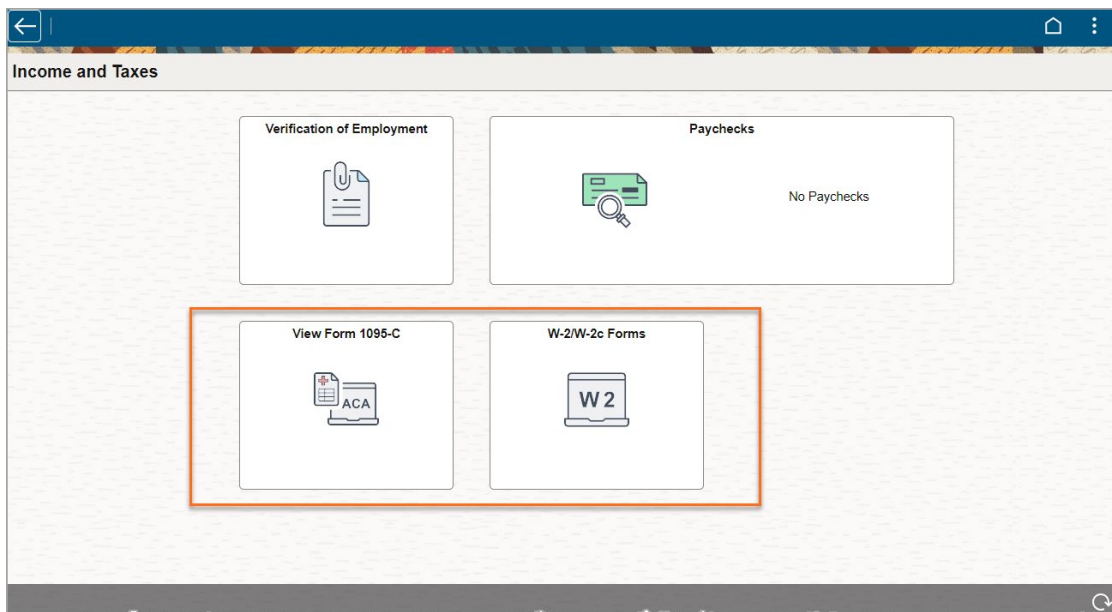 Income and Taxes
Verification of Employment
Paychecks
No Paychecks
View Form 1095-C
ACA
W-2/W-2c Forms
W 2